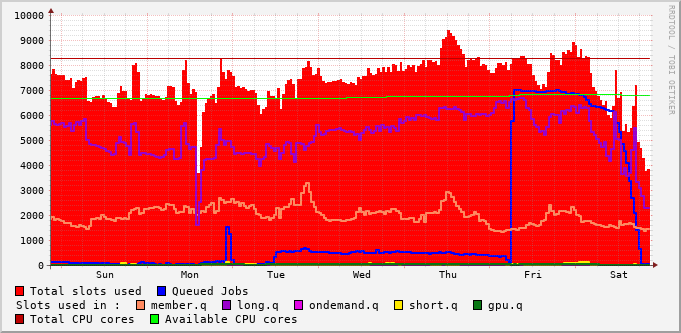 10000
9000
8000
7000
6000
5000
4000
3000
2000
1000
0
Sun Mon Tue Wed Thu Fri Sat
RRDTOOL / TOBI OETIKER
Total slots used Queued Jobs
Slots used in : member.q long.q ondemand.q short.q gpu.q
Total CPU cores Available CPU cores